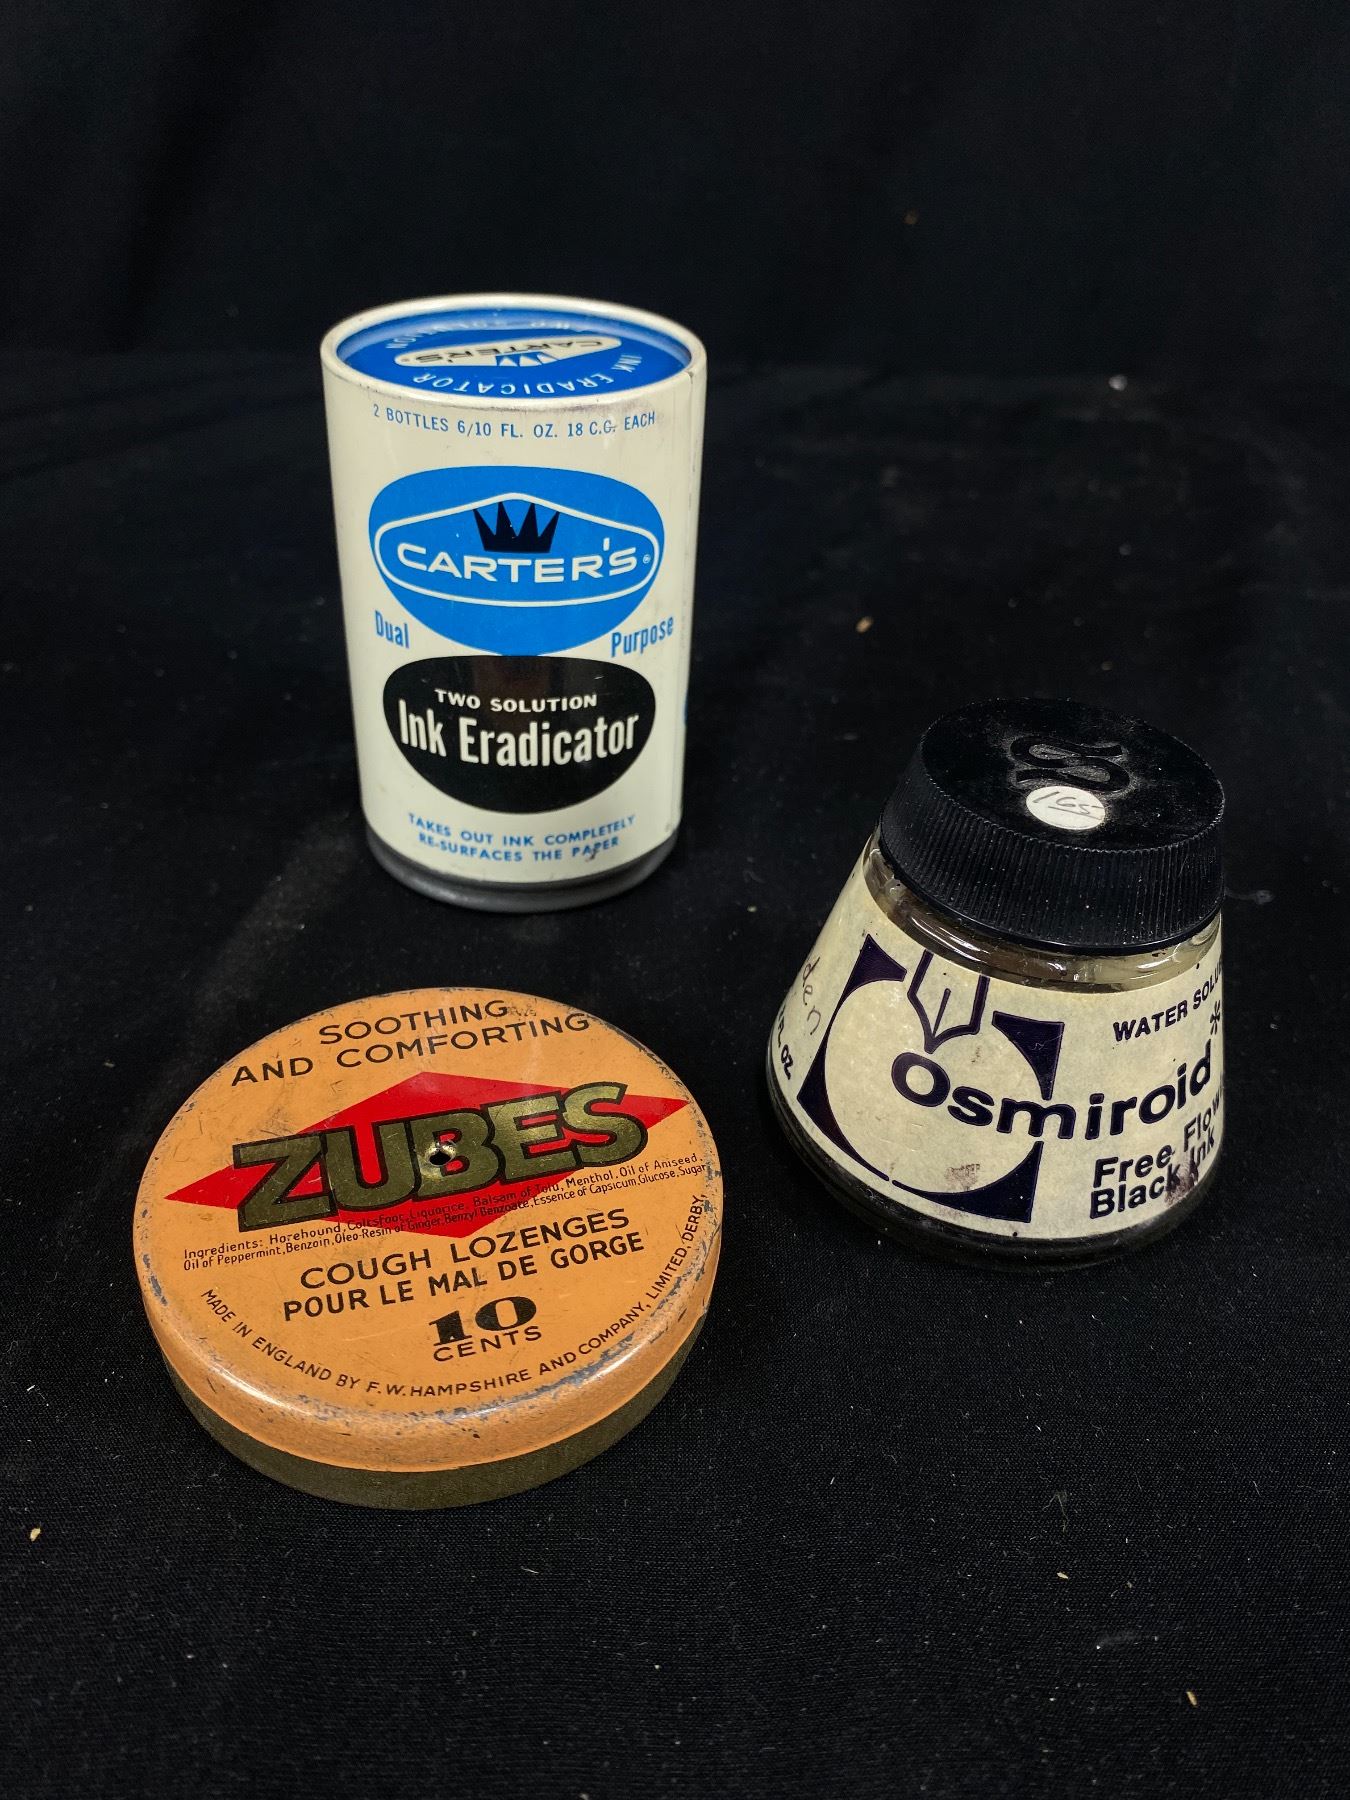 CARTER'S
INK ERADICATOR
2 BOTTLES 6/10 FL. OZ. 18 C.C. EACH
CARTER'S®
Dual Purpose
TWO SOLUTION
Ink Eradicator
TAKES OUT INK COMPLETELY
RE-SURFACES THE PAPER
165
WATER
Osmiroid*
Free Flow
Black Ink
OZ
SOOTHING
AND COMFORTING
ZUBES
Ingredients: Horehound, Coltsfoot, Liquorice, Balsam of Tolu, Menthol, Oil of Aniseed,
Oil of Peppermint, Benzoin, Oleo-Resin of Ginger, Benzyl Benzoate, Essence of Capsicum, Glucose, Sugar
COUGH LOZENGES
POUR LE MAL DE GORGE
10
CENTS
MADE IN ENGLAND BY F.W. HAMPSHIRE AND COMPANY, LIMITED, DERBY,